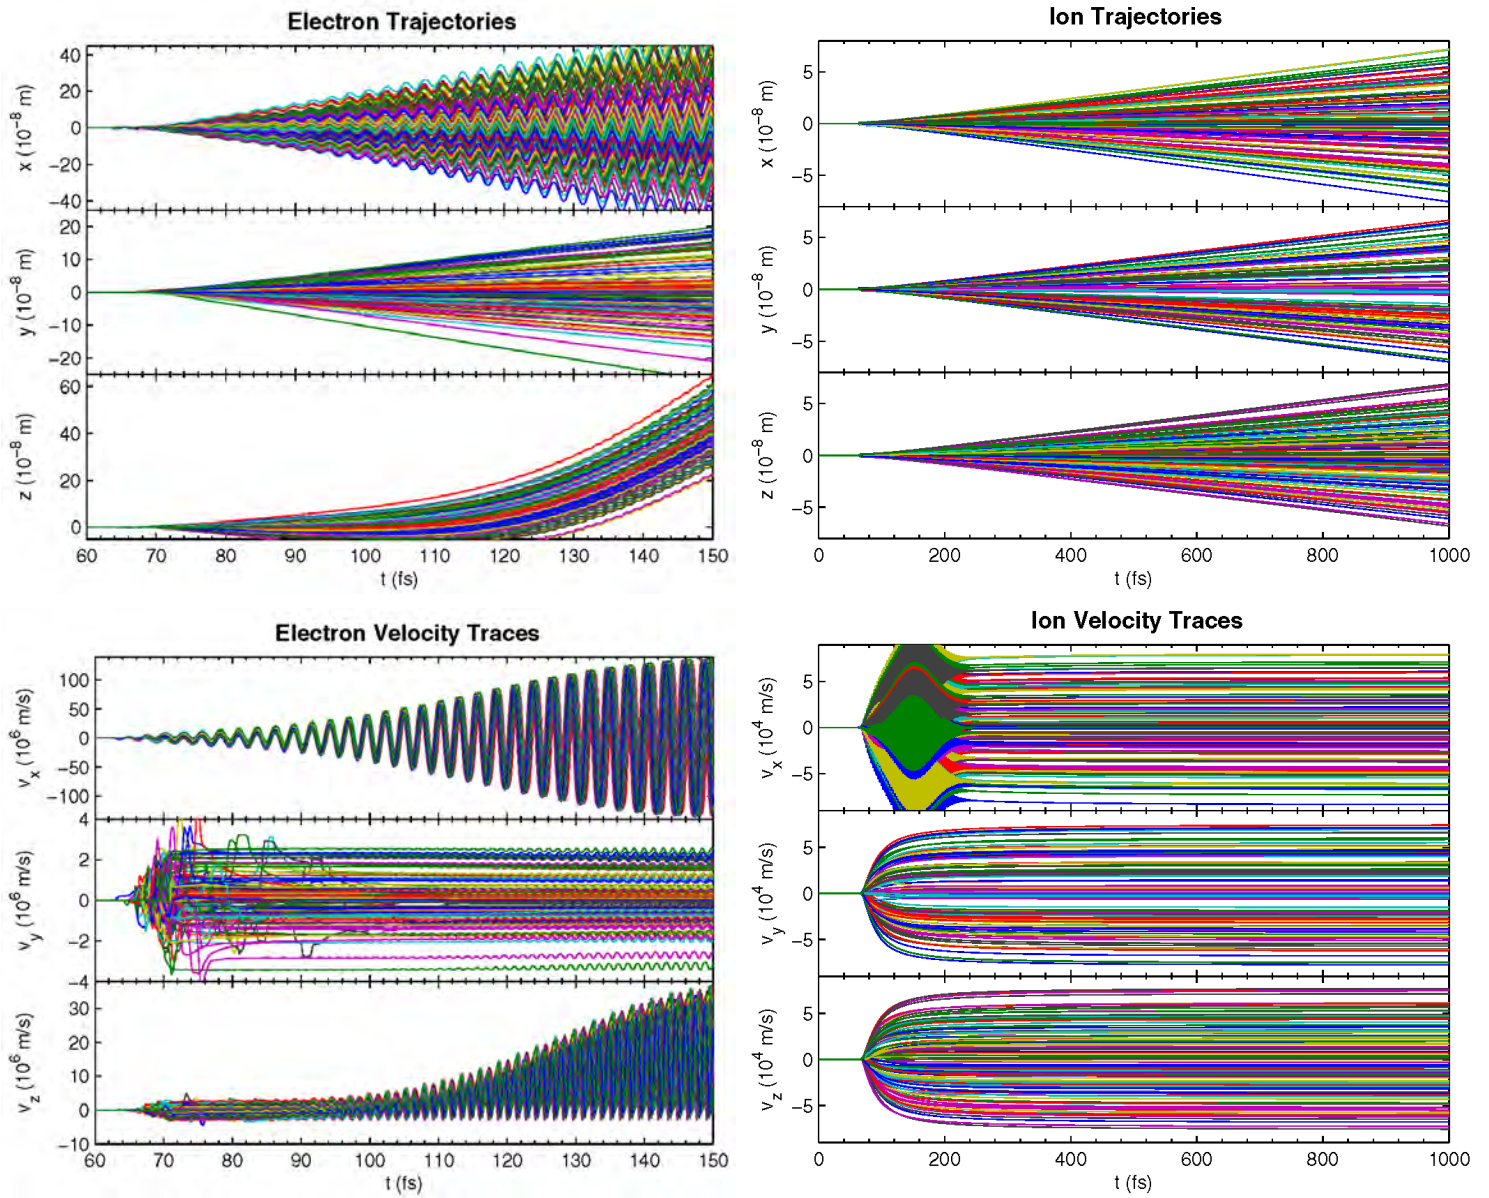 Electron Trajectories
40
20
0
−20
−40
x (10⁻⁸ m)
20
10
0
−10
−20
y (10⁻⁸ m)
60
40
20
0
z (10⁻⁸ m)
60 70 80 90 100 110 120 130 140 150
t (fs)
Ion Trajectories
5
0
−5
x (10⁻⁸ m)
5
0
−5
y (10⁻⁸ m)
5
0
−5
z (10⁻⁸ m)
0 200 400 600 800 1000
t (fs)
Electron Velocity Traces
100
50
0
−50
−100
vx (10⁶ m/s)
4
2
0
−2
−4
vy (10⁶ m/s)
30
20
10
0
−10
vz (10⁶ m/s)
60 70 80 90 100 110 120 130 140 150
t (fs)
Ion Velocity Traces
5
0
−5
vx (10⁴ m/s)
5
0
−5
vy (10⁴ m/s)
5
0
−5
vz (10⁴ m/s)
0 200 400 600 800 1000
t (fs)